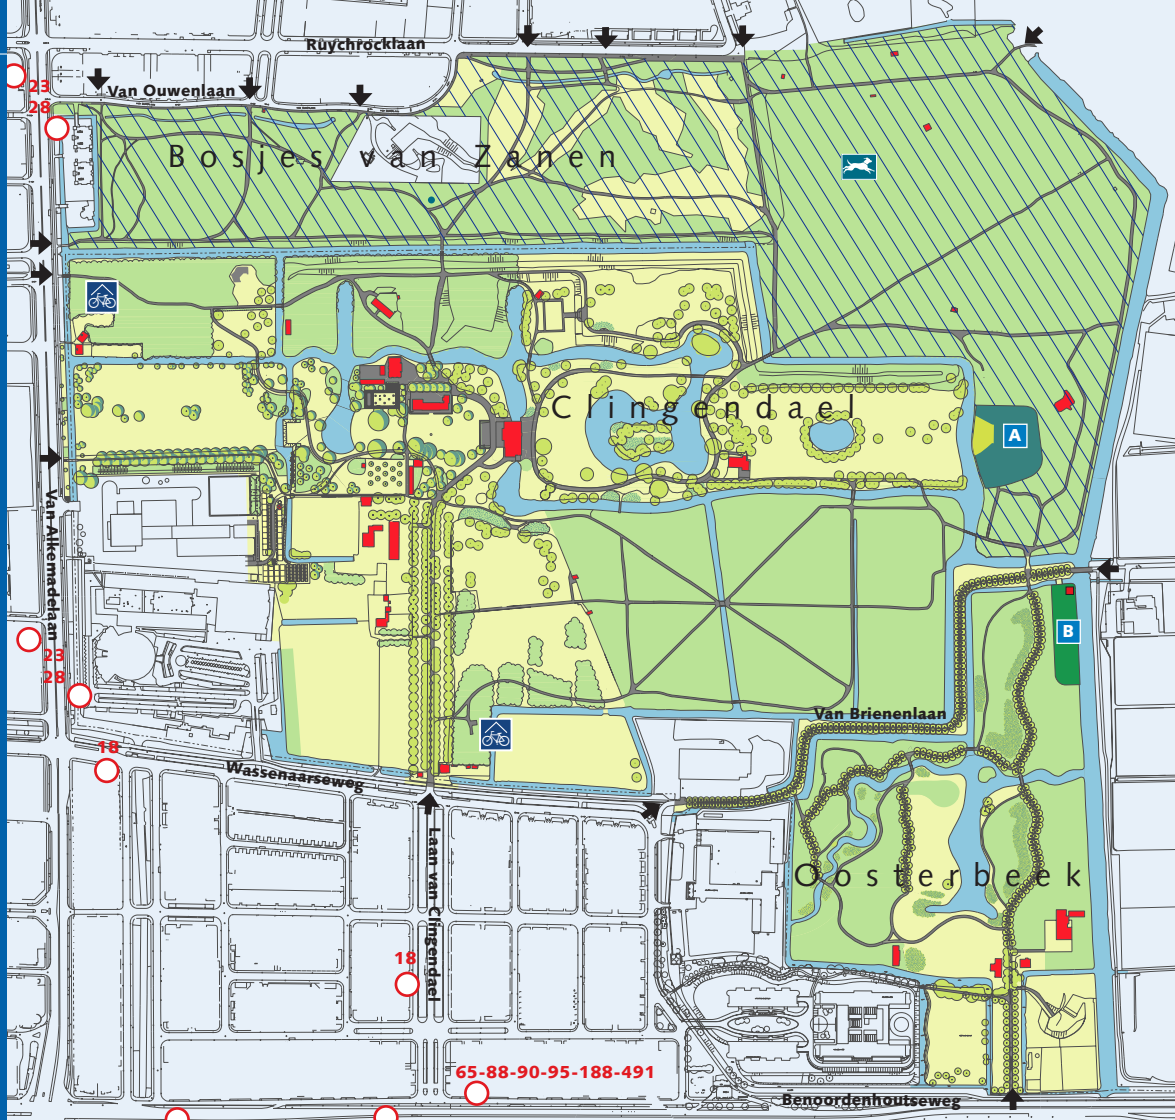 Ruychrocklaan
23
Van Ouwenlaan
28
Bosjes van Zanen
Clingendael
A
Van Alkemadelaan
B
23
28
Van Brienenlaan
18
Wassenaarseweg
Laan van Clingendael
Oosterbeek
18
65-88-90-95-188-491
Benoordenhoutseweg